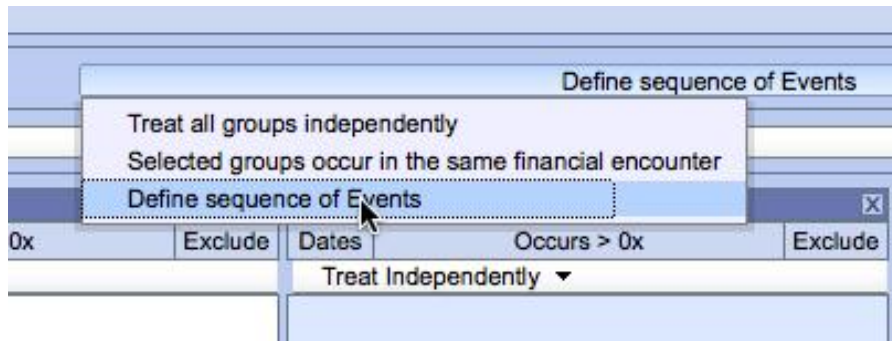 Define sequence of Events
Treat all groups independently
Selected groups occur in the same financial encounter
Define sequence of Events
0x Exclude Dates Occurs > 0x Exclude
Treat Independently